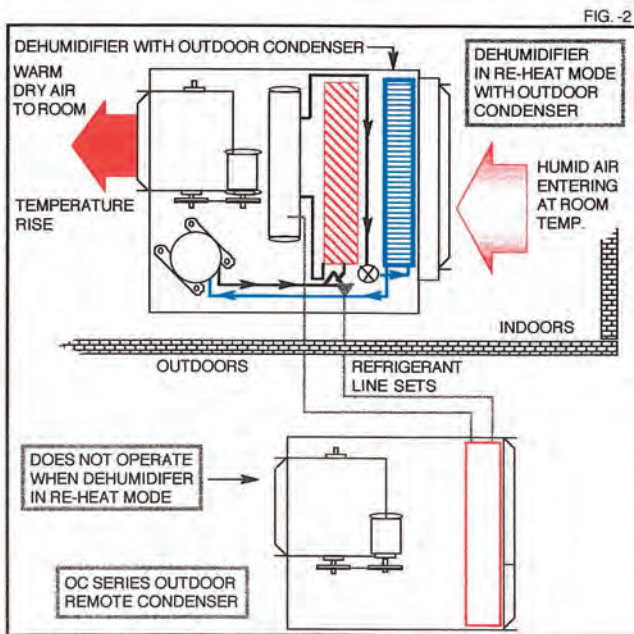 FIG. -2
DEHUMIDIFIER WITH OUTDOOR CONDENSER
WARM
DRY AIR
TO ROOM
TEMPERATURE
RISE
DEHUMIDIFIER
IN RE-HEAT MODE
WITH OUTDOOR
CONDENSER
HUMID AIR
ENTERING
AT ROOM
TEMP.
INDOORS
OUTDOORS
REFRIGERANT
LINE SETS
DOES NOT OPERATE
WHEN DEHUMIDIFER
IN RE-HEAT MODE
OC SERIES OUTDOOR
REMOTE CONDENSER